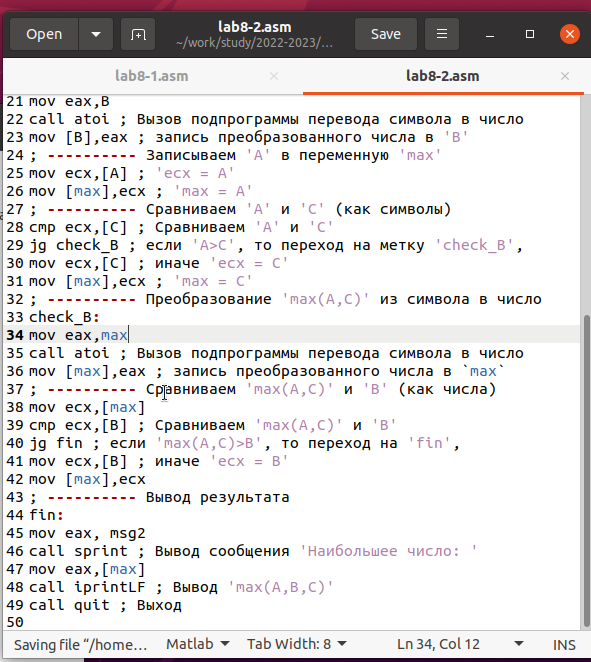 Open
lab8-2.asm
~/work/study/2022-2023/...
Save
lab8-1.asm
lab8-2.asm
21 mov eax,B
22 call atoi ; Вызов подпрограммы перевода символа в число
23 mov [B],eax ; запись преобразованного числа в 'B'
24 ; ---------- Записываем 'A' в переменную 'max'
25 mov ecx,[A] ; 'ecx = A'
26 mov [max],ecx ; 'max = A'
27 ; ---------- Сравниваем 'A' и 'С' (как символы)
28 cmp ecx,[C] ; Сравниваем 'A' и 'С'
29 jg check_B ; если 'A>C', то переход на метку 'check_B',
30 mov ecx,[C] ; иначе 'ecx = C'
31 mov [max],ecx ; 'max = C'
32 ; ---------- Преобразование 'max(A,C)' из символа в число
33 check_B:
34 mov eax,max
35 call atoi ; Вызов подпрограммы перевода символа в число
36 mov [max],eax ; запись преобразованного числа в `max`
37 ; ---------- Сравниваем 'max(A,C)' и 'B' (как числа)
38 mov ecx,[max]
39 cmp ecx,[B] ; Сравниваем 'max(A,C)' и 'B'
40 jg fin ; если 'max(A,C)>B', то переход на 'fin',
41 mov ecx,[B] ; иначе 'ecx = B'
42 mov [max],ecx
43 ; ---------- Вывод результата
44 fin:
45 mov eax, msg2
46 call sprint ; Вывод сообщения 'Наибольшее число: '
47 mov eax,[max]
48 call iprintLF ; Вывод 'max(A,B,C)'
49 call quit ; Выход
50
Saving file “/home... Matlab Tab Width: 8 Ln 34, Col 12 INS